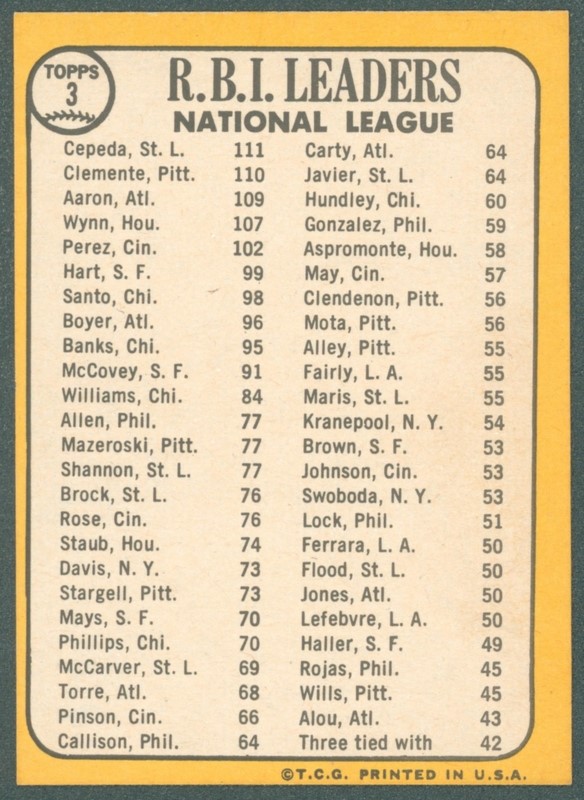 TOPPS
3
R.B.I. LEADERS
NATIONAL LEAGUE
Cepeda, St. L. 111
Clemente, Pitt. 110
Aaron, Atl. 109
Wynn, Hou. 107
Perez, Cin. 102
Hart, S. F. 99
Santo, Chi. 98
Boyer, Atl. 96
Banks, Chi. 95
McCovey, S. F. 91
Williams, Chi. 84
Allen, Phil. 77
Mazeroski, Pitt. 77
Shannon, St. L. 77
Brock, St. L. 76
Rose, Cin. 76
Staub, Hou. 74
Davis, N. Y. 73
Stargell, Pitt. 73
Mays, S. F. 70
Phillips, Chi. 70
McCarver, St. L. 69
Torre, Atl. 68
Pinson, Cin. 66
Callison, Phil. 64
Carty, Atl. 64
Javier, St. L. 64
Hundley, Chi. 60
Gonzalez, Phil. 59
Aspromonte, Hou. 58
May, Cin. 57
Clendenon, Pitt. 56
Mota, Pitt. 56
Alley, Pitt. 55
Fairly, L. A. 55
Maris, St. L. 55
Kranepool, N. Y. 54
Brown, S. F. 53
Johnson, Cin. 53
Swoboda, N. Y. 53
Lock, Phil. 51
Ferrara, L. A. 50
Flood, St. L. 50
Jones, Atl. 50
Lefebvre, L. A. 50
Haller, S. F. 49
Rojas, Phil. 45
Wills, Pitt. 45
Alou, Atl. 43
Three tied with 42
©T.C.G. PRINTED IN U.S.A.